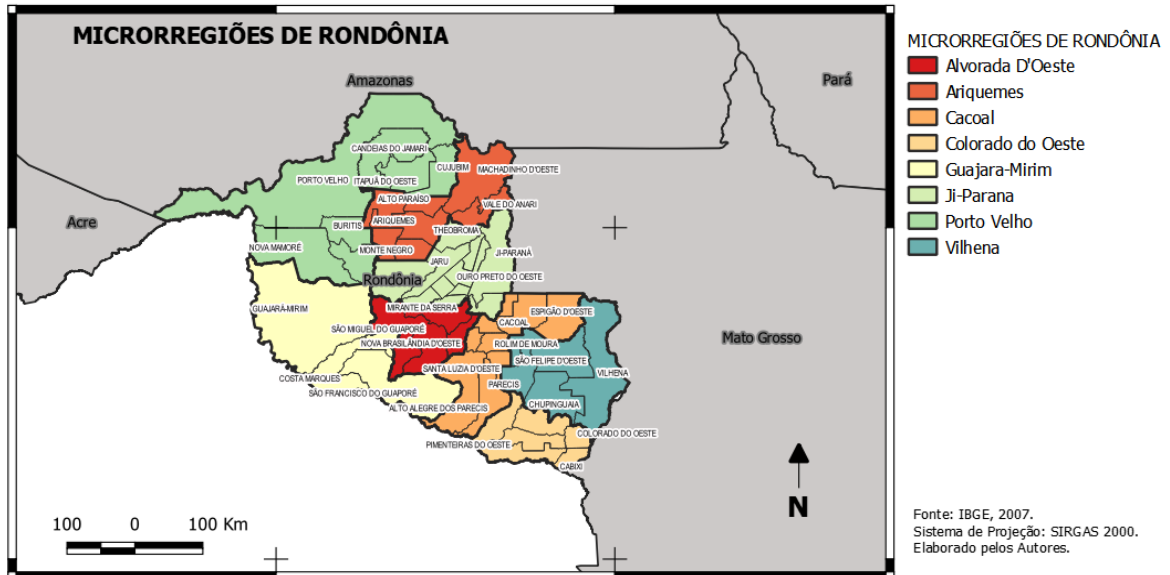 MICRORREGIÕES DE RONDÔNIA
Amazonas
Pará
Acre
Rondônia
Mato Grosso
CANDEIAS DO JAMARI
CUJUBIM
MACHADINHO D'OESTE
PORTO VELHO
ITAPUÃ DO OESTE
ALTO PARAÍSO
VALE DO ANARI
BURITIS
ARIQUEMES
THEOBROMA
NOVA MAMORÉ
MONTE NEGRO
JI-PARANÁ
JARU
OURO PRETO DO OESTE
GUAJARÁ-MIRIM
MIRANTE DA SERRA
ESPIGÃO D'OESTE
CACOAL
SÃO MIGUEL DO GUAPORÉ
NOVA BRASILÂNDIA D'OESTE
ROLIM DE MOURA
SÃO FELIPE D'OESTE
SANTA LUZIA D'OESTE
VILHENA
COSTA MARQUES
PARECIS
SÃO FRANCISCO DO GUAPORÉ
CHUPINGUAIA
ALTO ALEGRE DOS PARECIS
COLORADO DO OESTE
PIMENTEIRAS DO OESTE
CABIXI
100 0 100 Km
N
MICRORREGIÕES DE RONDÔNIA
Alvorada D'Oeste
Ariquemes
Cacoal
Colorado do Oeste
Guajara-Mirim
Ji-Parana
Porto Velho
Vilhena
Fonte: IBGE, 2007.
Sistema de Projeção: SIRGAS 2000.
Elaborado pelos Autores.